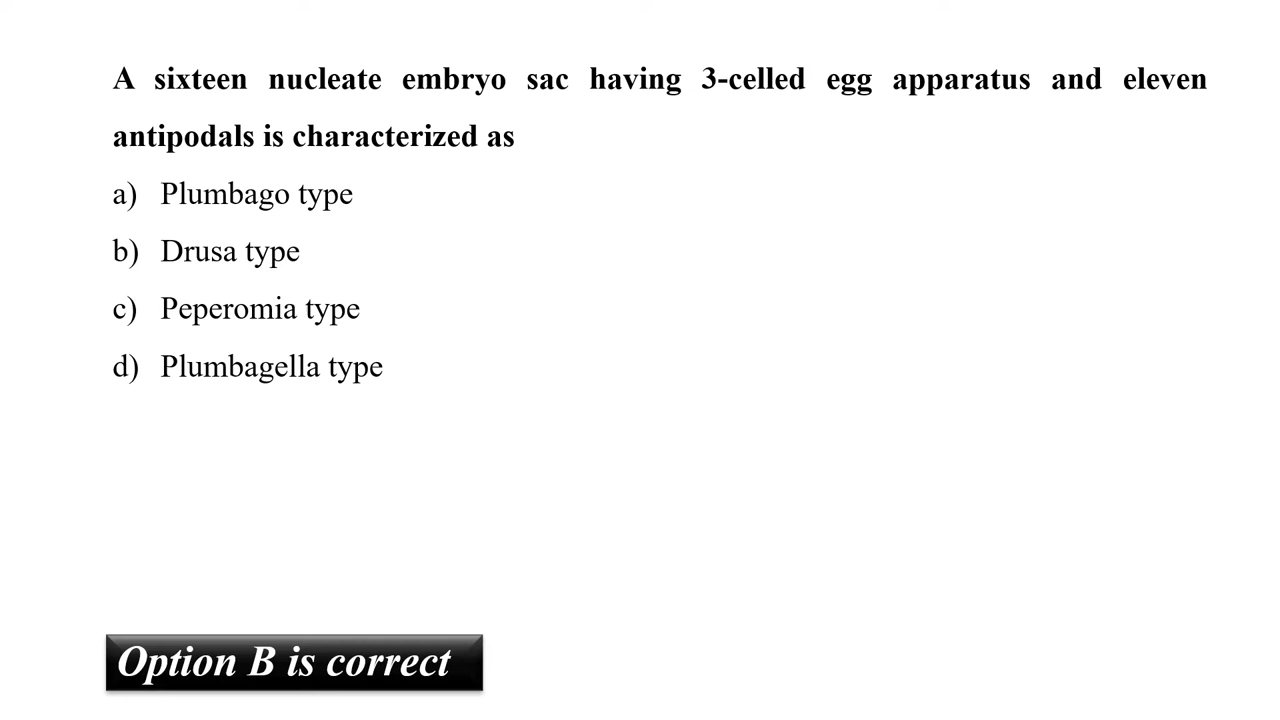 A sixteen nucleate embryo sac having 3-celled egg apparatus and eleven
antipodals is characterized as
a) Plumbago type
b) Drusa type
c) Peperomia type
d) Plumbagella type
Option B is correct